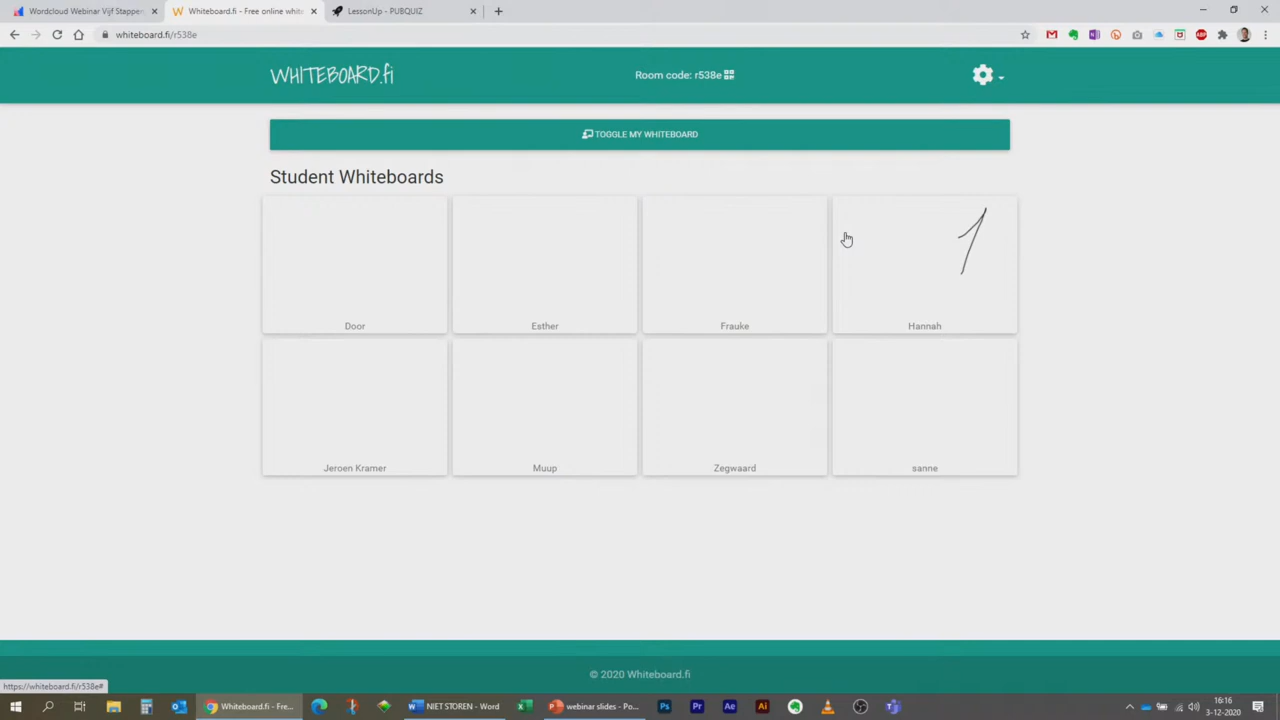 Wordcloud Webinar Vijf Stappen
Whiteboard.fi - Free online white
LessonUp - PUBQUIZ
whiteboard.fi/r538e
WHITEBOARD.fi
Room code: r538e
TOGGLE MY WHITEBOARD
Student Whiteboards
1
Door
Esther
Frauke
Hannah
Jeroen Kramer
Muup
Zegwaard
sanne
© 2020 Whiteboard.fi
https://whiteboard.fi/r538e#
Whiteboard.fi - Fre...
NIET STOREN - Word
webinar slides - Po...
16:16
3-12-2020